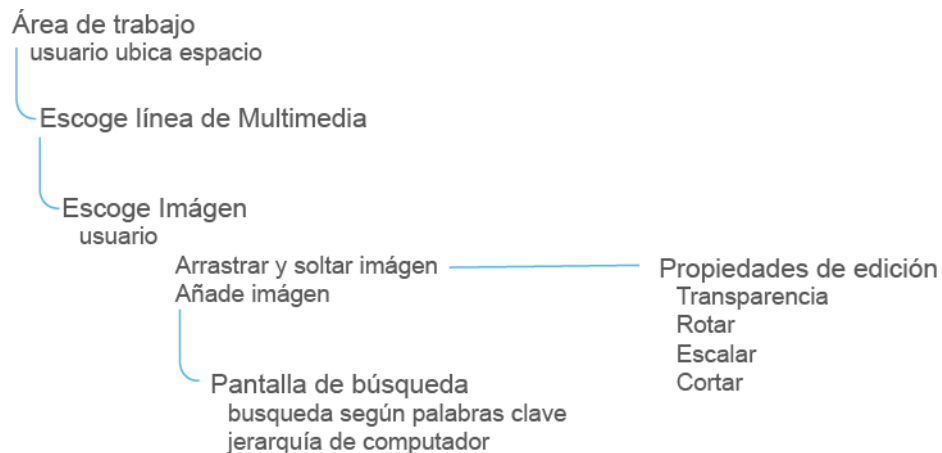 Área de trabajo
usuario ubica espacio
Escoge línea de Multimedia
Escoge Imágen
usuario
Arrastrar y soltar imágen
Añade imágen
Propiedades de edición
Transparencia
Rotar
Escalar
Cortar
Pantalla de búsqueda
busqueda según palabras clave
jerarquía de computador